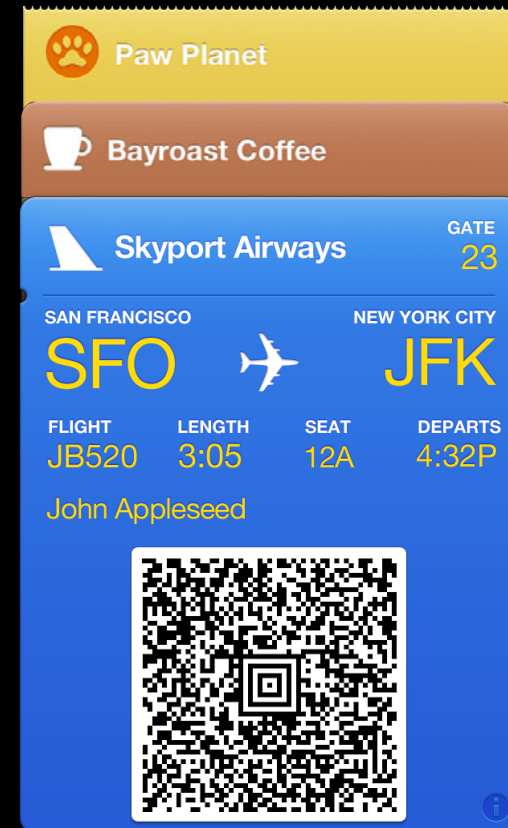 Paw Planet
Bayroast Coffee
Skyport Airways
GATE
23
SAN FRANCISCO NEW YORK CITY
SFO JFK
FLIGHT LENGTH SEAT DEPARTS
JB520 3:05 12A 4:32P
John Appleseed
i